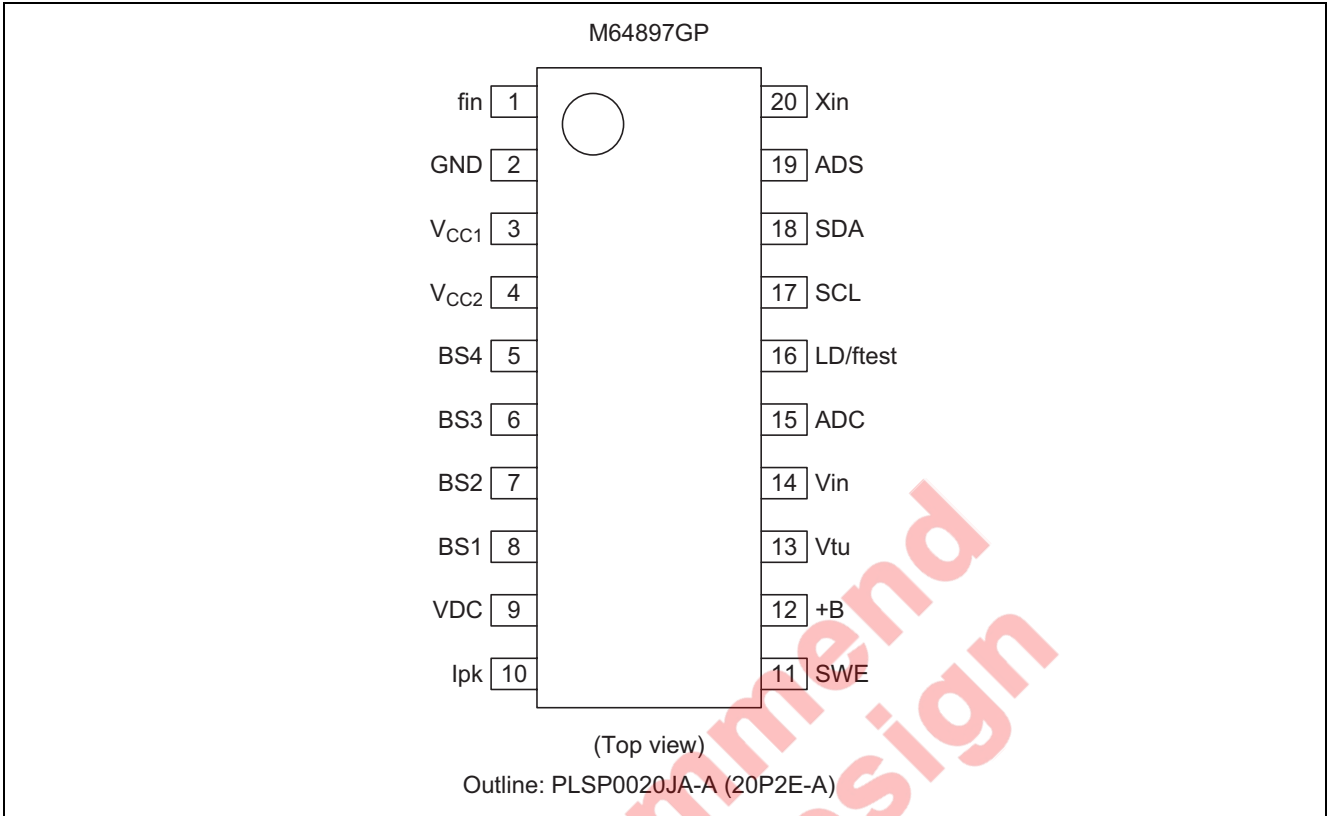 M64897GP
fin 1
GND 2
VCC1 3
VCC2 4
BS4 5
BS3 6
BS2 7
BS1 8
VDC 9
Ipk 10
20 Xin
19 ADS
18 SDA
17 SCL
16 LD/ftest
15 ADC
14 Vin
13 Vtu
12 +B
11 SWE
(Top view)
Outline: PLSP0020JA-A (20P2E-A)